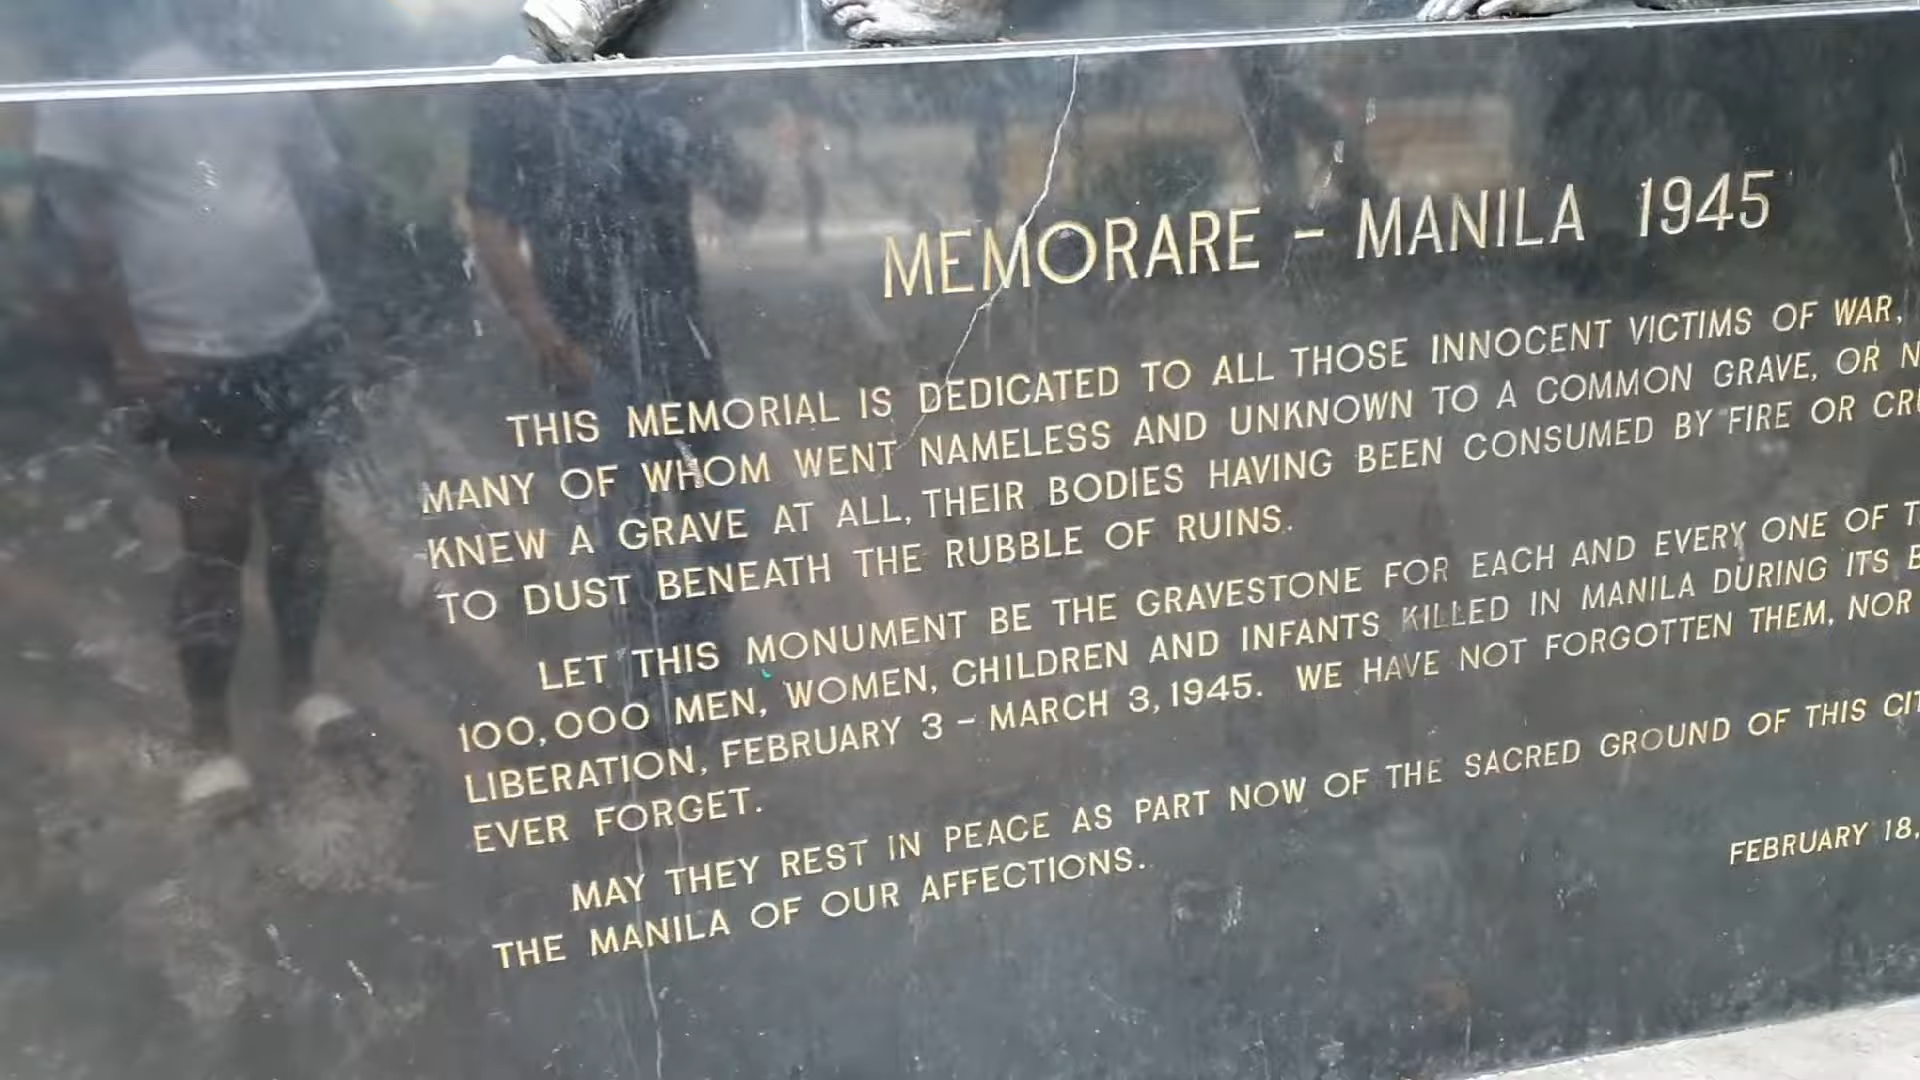 MEMORARE - MANILA 1945
THIS MEMORIAL IS DEDICATED TO ALL THOSE INNOCENT VICTIMS OF WAR,
MANY OF WHOM WENT NAMELESS AND UNKNOWN TO A COMMON GRAVE, OR
KNEW A GRAVE AT ALL, THEIR BODIES HAVING BEEN CONSUMED BY FIRE OR
TO DUST BENEATH THE RUBBLE OF RUINS.
LET THIS MONUMENT BE THE GRAVESTONE FOR EACH AND EVERY ONE OF
100,000 MEN, WOMEN, CHILDREN AND INFANTS KILLED IN MANILA DURING ITS
LIBERATION, FEBRUARY 3 - MARCH 3, 1945. WE HAVE NOT FORGOTTEN THEM, NOR
EVER FORGET.
MAY THEY REST IN PEACE AS PART NOW OF THE SACRED GROUND OF THIS
THE MANILA OF OUR AFFECTIONS.
FEBRUARY 18,